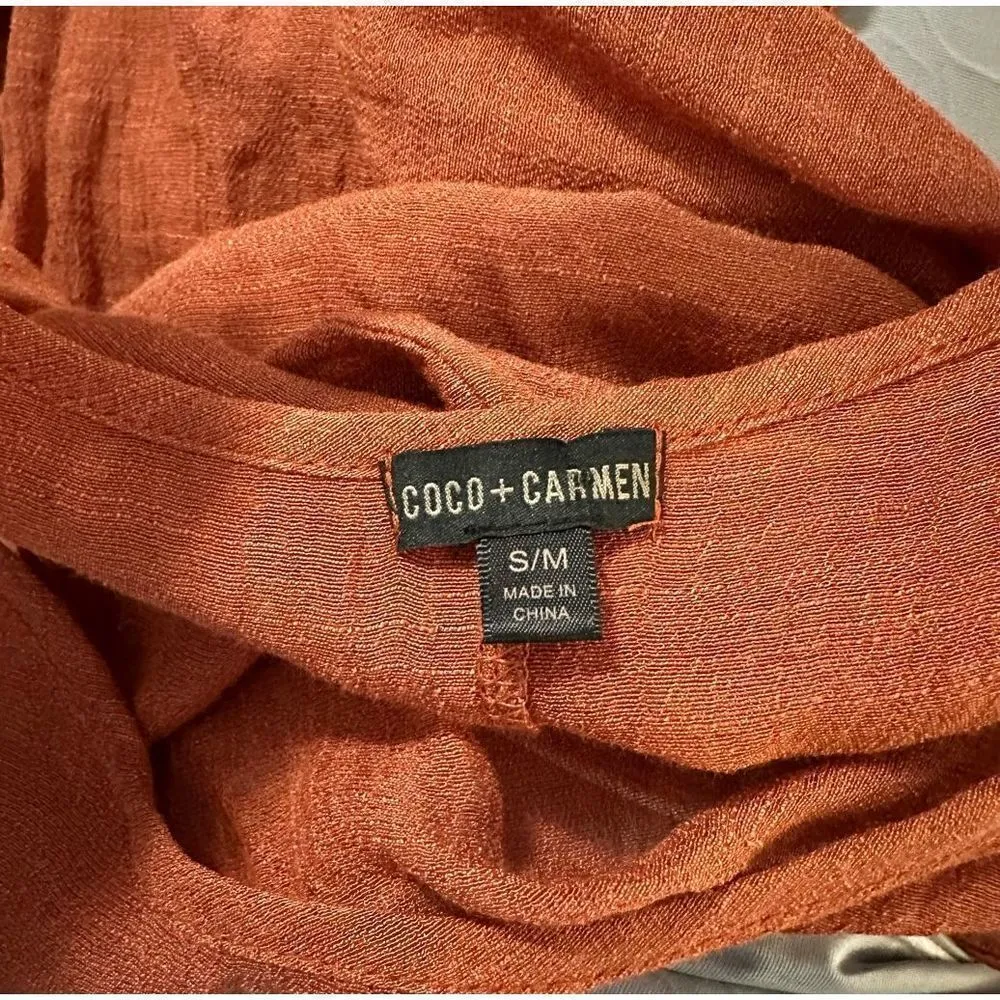 COCO + CARMEN
S/M
MADE IN
CHINA